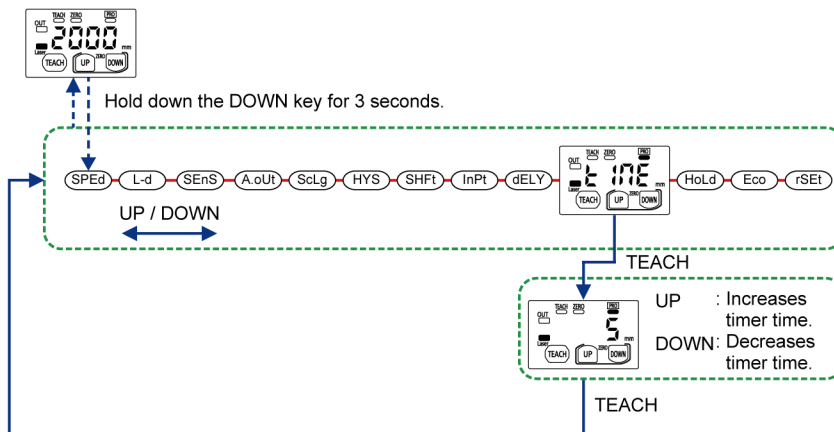 TEACH ZERO PRO
OUT
2000 mm
Laser
TEACH UP ZERO DOWN
Hold down the DOWN key for 3 seconds.
SPEd L-d SEnS A.oUt ScLg HYS SHFt InPt dELY
TEACH ZERO PRO
OUT
t InE mm
Laser
TEACH UP ZERO DOWN
HoLd Eco rSEt
UP / DOWN
TEACH
TEACH ZERO PRO
OUT
5 mm
Laser
TEACH UP ZERO DOWN
UP : Increases
timer time.
DOWN : Decreases
timer time.
TEACH